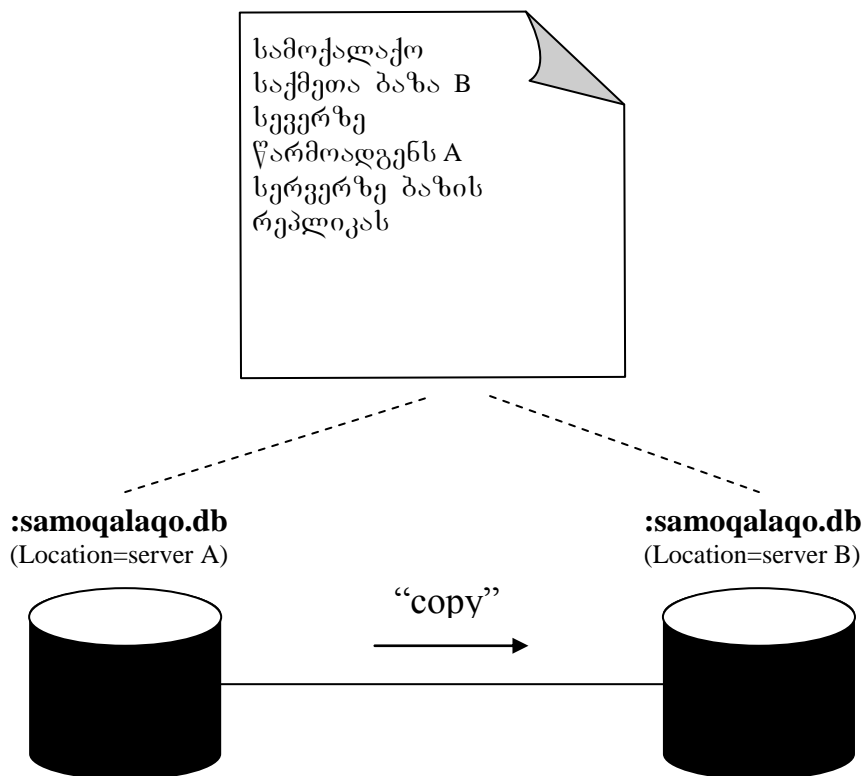 სამოქალაქო
საქმეთა ბაზა B
სევერზე
წარმოადგენს A
სერვერზე ბაზის
რეპლიკას
:samoqalaqo.db
(Location=server A)
:samoqalaqo.db
(Location=server B)
“copy”